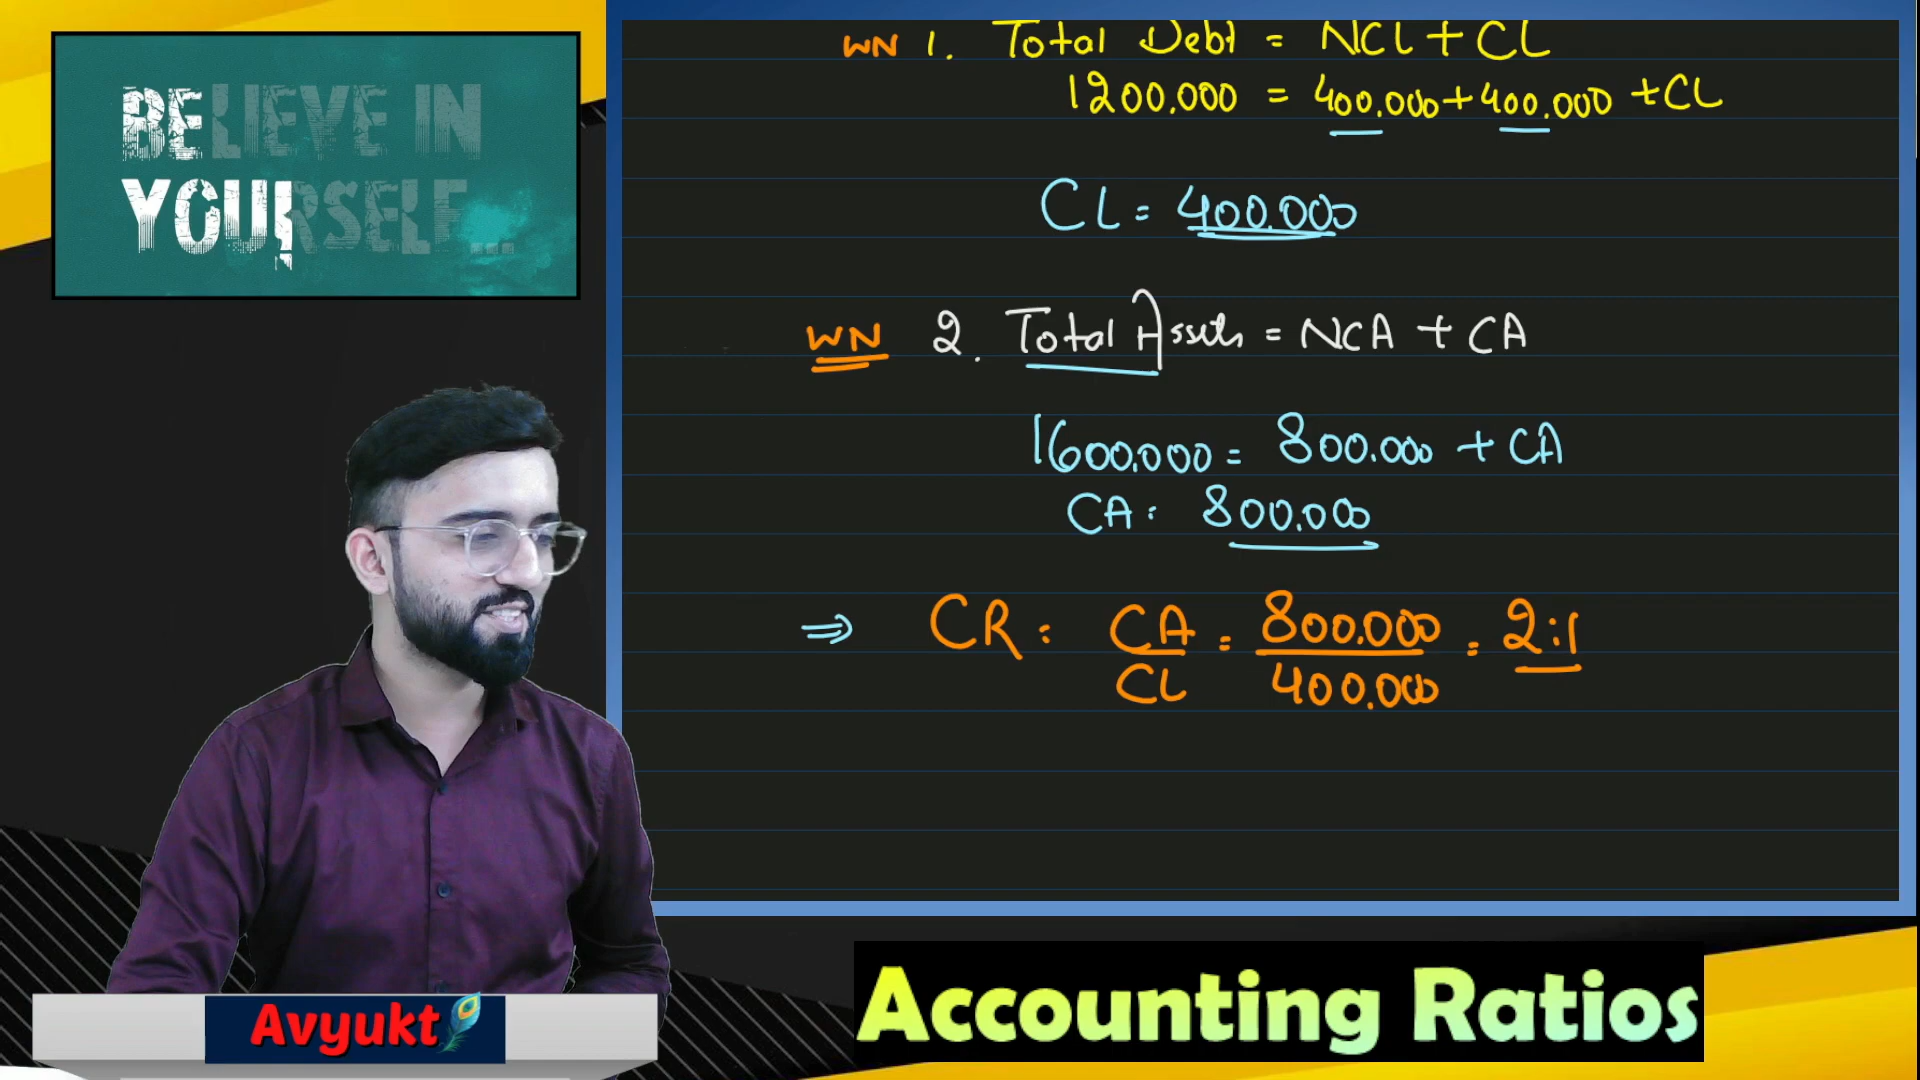 BELIEVE IN
YOURSELF...
WN 1. Total Debt = NCL + CL
1200.000 = 400.000 + 400.000 + CL
CL = 400.000
WN 2. Total Assets = NCA + CA
1600.000 = 800.000 + CA
CA: 800.000
⇒ CR: CA/CL = 800.000/400.000 = 2:1
Avyukt
Accounting Ratios